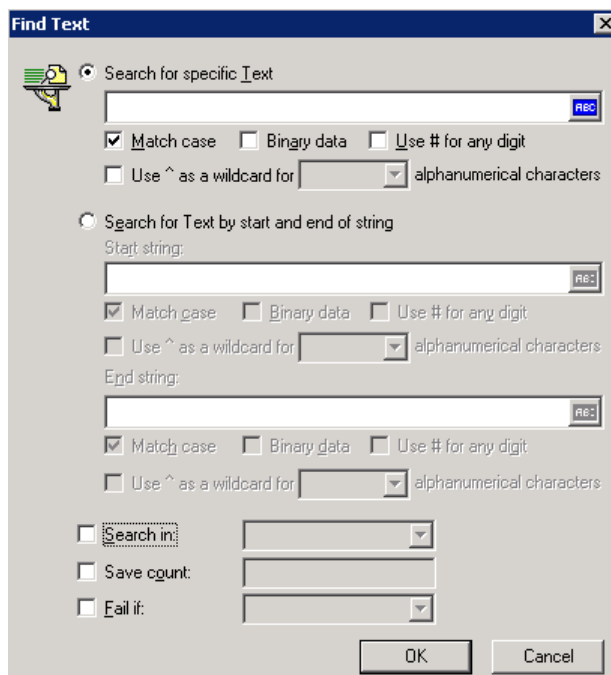 Find Text
Search for specific Text
ABC
Match case Binary data Use # for any digit
Use ^ as a wildcard for alphanumerical characters
Search for Text by start and end of string
Start string:
ABC
Match case Binary data Use # for any digit
Use ^ as a wildcard for alphanumerical characters
End string:
ABC
Match case Binary data Use # for any digit
Use ^ as a wildcard for alphanumerical characters
Search in:
Save count:
Fail if:
OK Cancel